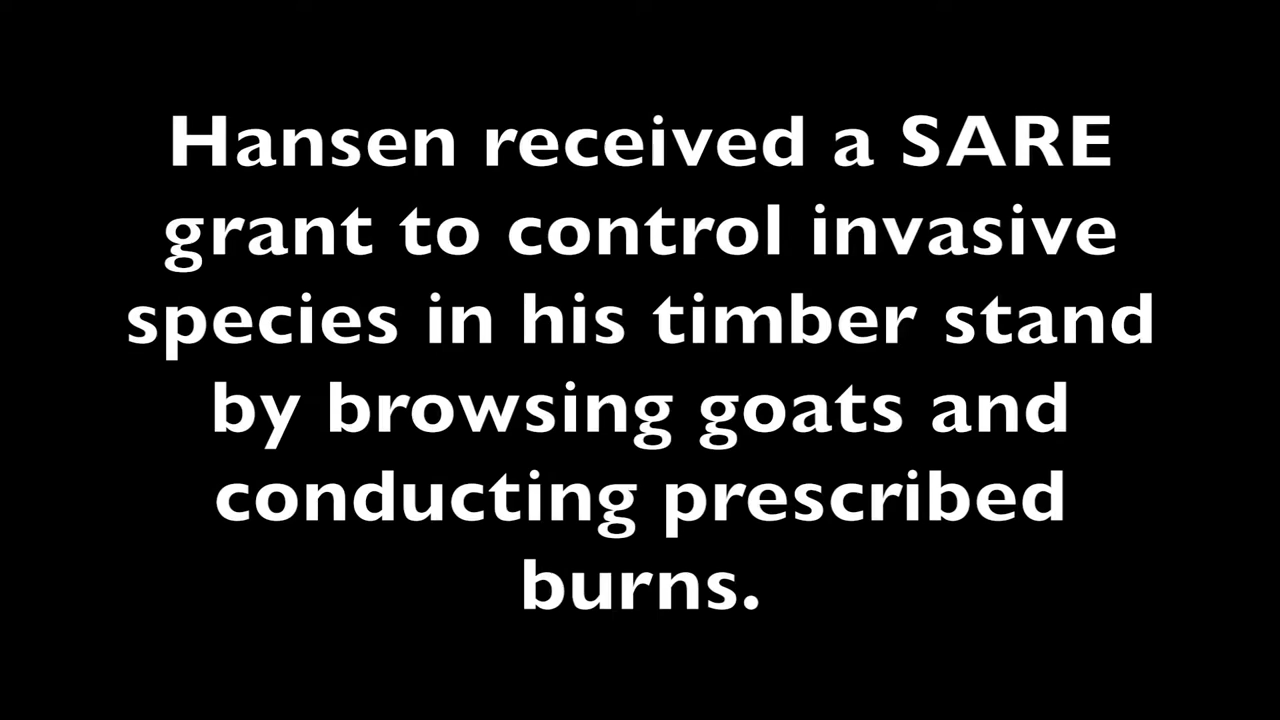 Hansen received a SARE
grant to control invasive
species in his timber stand
by browsing goats and
conducting prescribed
burns.